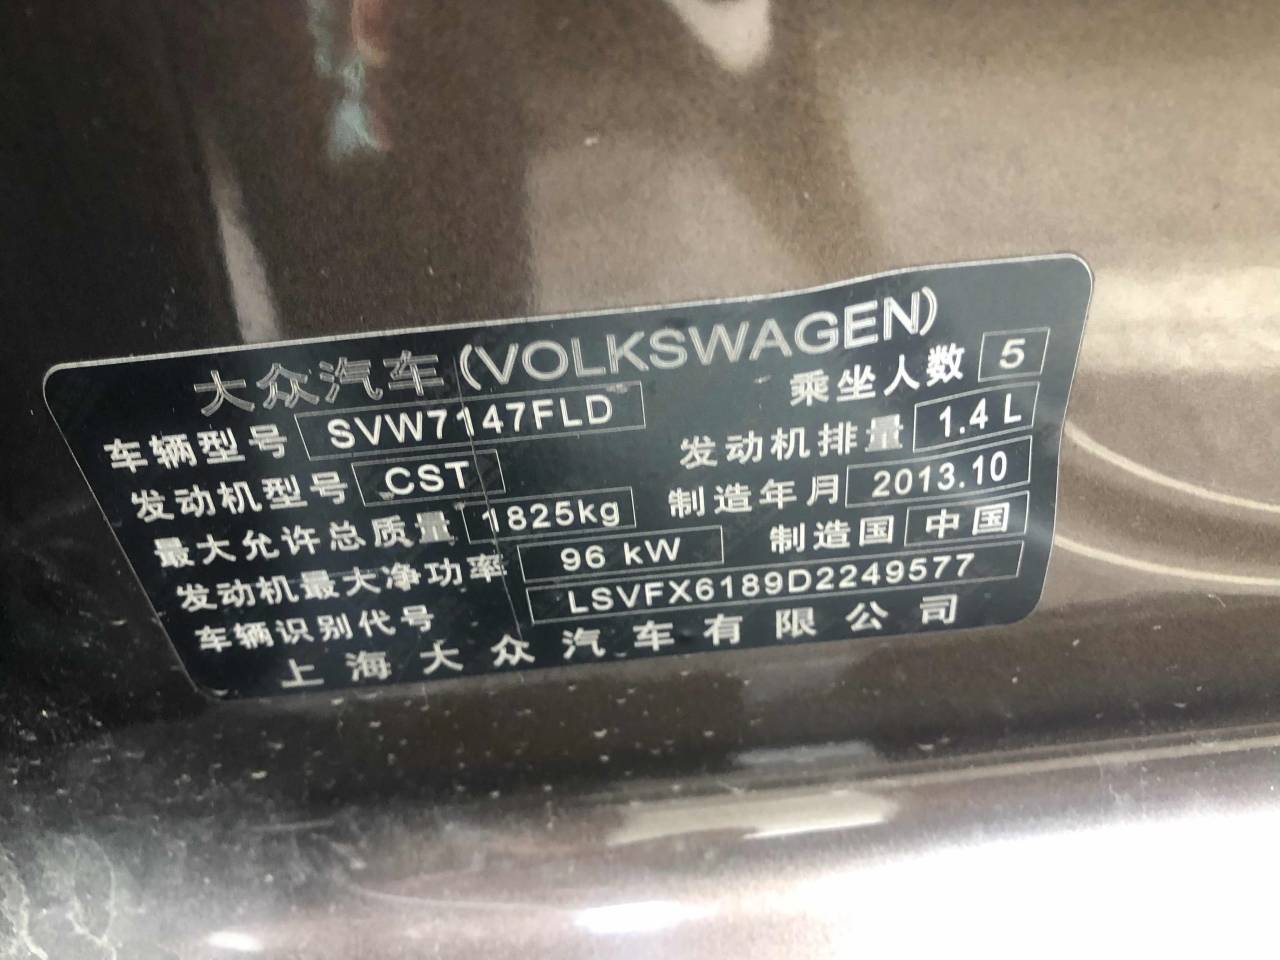 大众汽车(VOLKSWAGEN)
车辆型号 SVW7147FLD 乘坐人数 5
发动机型号 CST 发动机排量 1.4 L
最大允许总质量 1825kg 制造年月 2013.10
发动机最大净功率 96 kW 制造国 中国
车辆识别代号 LSVFX6189D2249577
上海大众汽车有限公司